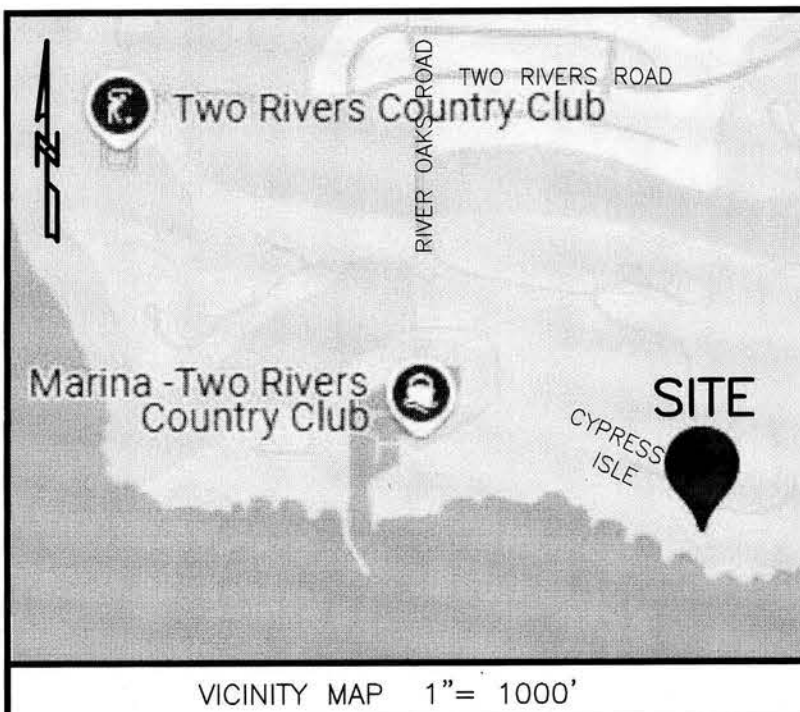 TWO RIVERS ROAD
RIVER OAKS ROAD
Two Rivers Country Club
N
Marina -Two Rivers
Country Club
SITE
CYPRESS
ISLE
VICINITY MAP 1"= 1000'